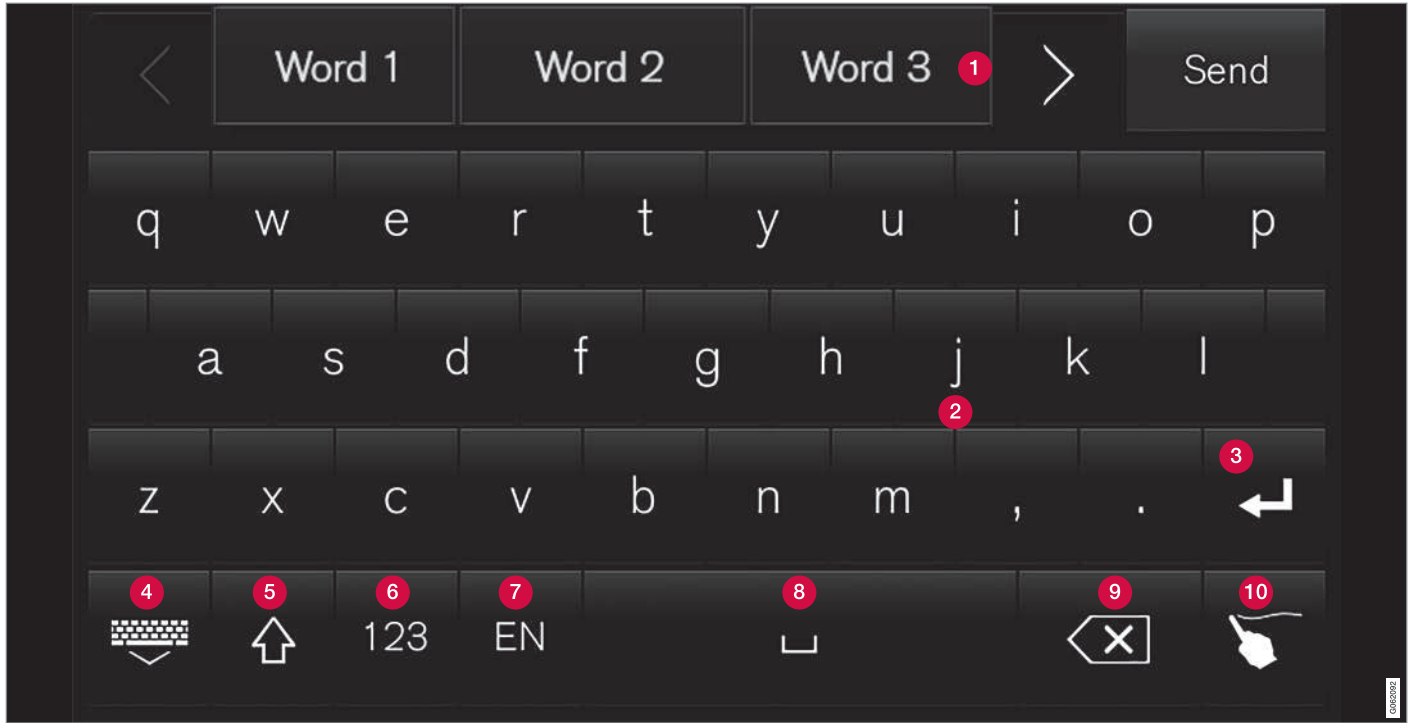 Word 1 Word 2 Word 3 1 Send
q w e r t y u i o p
a s d f g h j k l
2
3
z x c v b n m , .
4 5 6 7 8 9 10
123 EN
G062092